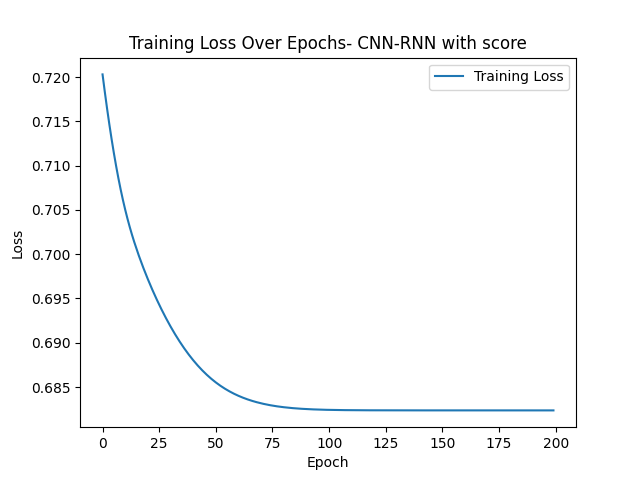 Training Loss Over Epochs- CNN-RNN with score
Training Loss
0.720
0.715
0.710
0.705
0.700
0.695
0.690
0.685
Loss
0 25 50 75 100 125 150 175 200
Epoch